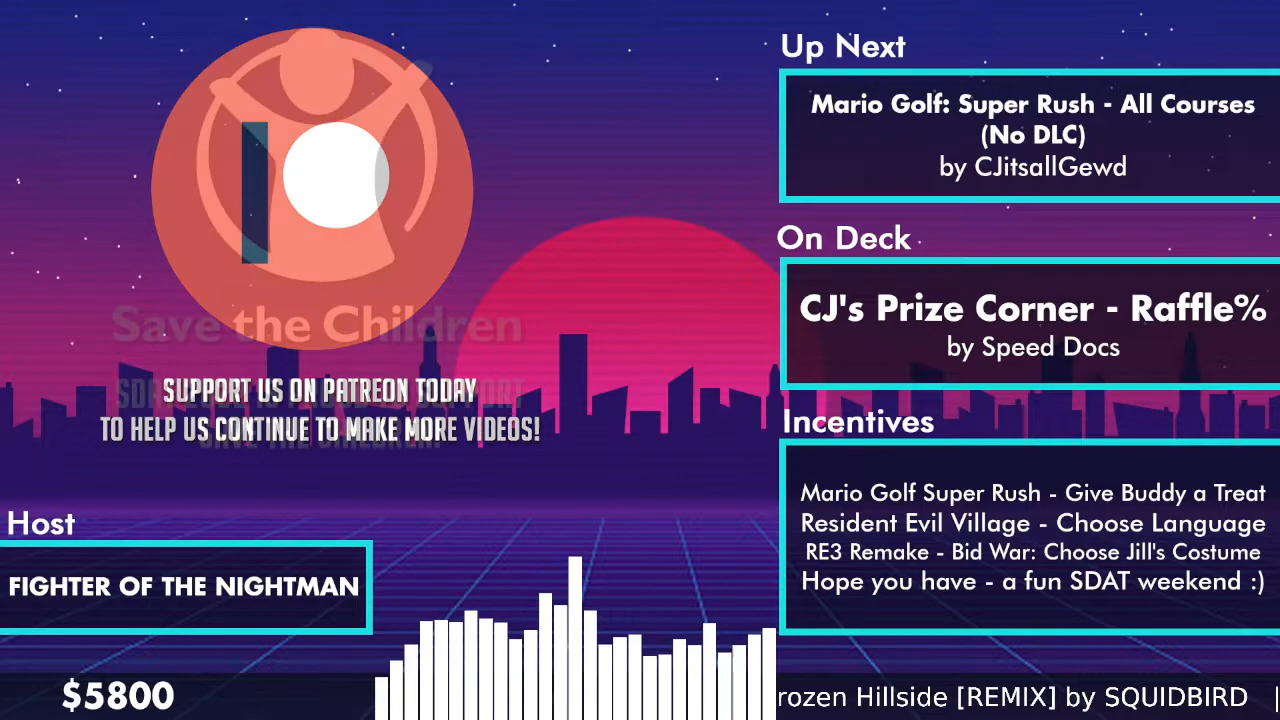 Up Next
Mario Golf: Super Rush - All Courses
(No DLC)
by CJitsallGewd
On Deck
CJ's Prize Corner - Raffle%
by Speed Docs
Save the Children
SUPPORT US ON PATREON TODAY
TO HELP US CONTINUE TO MAKE MORE VIDEOS!
Incentives
Mario Golf Super Rush - Give Buddy a Treat
Resident Evil Village - Choose Language
RE3 Remake - Bid War: Choose Jill's Costume
Hope you have - a fun SDAT weekend :)
Host
FIGHTER OF THE NIGHTMAN
$5800
rozen Hillside [REMIX] by SQUIDBIRD